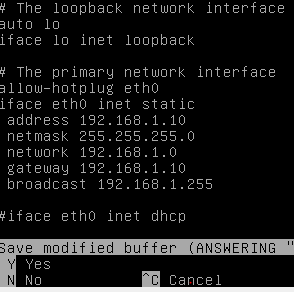 # The loopback network interface
auto lo
iface lo inet loopback
# The primary network interface
allow-hotplug eth0
iface eth0 inet static
address 192.168.1.10
netmask 255.255.255.0
network 192.168.1.0
gateway 192.168.1.10
broadcast 192.168.1.255
#iface eth0 inet dhcp
Save modified buffer (ANSWERING "
Y Yes
N No ^C Cancel